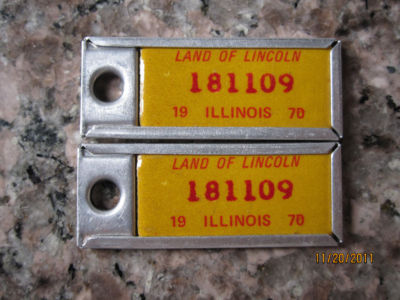 LAND OF LINCOLN
181109
19 ILLINOIS 70
LAND OF LINCOLN
181109
19 ILLINOIS 70
11/20/2011